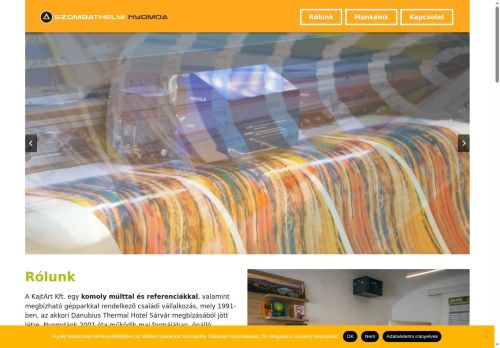 SZOMBATHELYI NYOMDA
Rólunk
Munkáink
Kapcsolat
Rólunk
A KajtArt Kft. egy komoly múlttal és referenciákkal, valamint
megbízható gépparkkal rendelkező családi vállalkozás, mely 1991-
ben, az akkori Danubius Thermal Hotel Sárvár megbízásából jött
létre. Nyomdánk 2001 óta működik mai formájában, önálló
OK
Nem
Adatvédelmi irányelvek